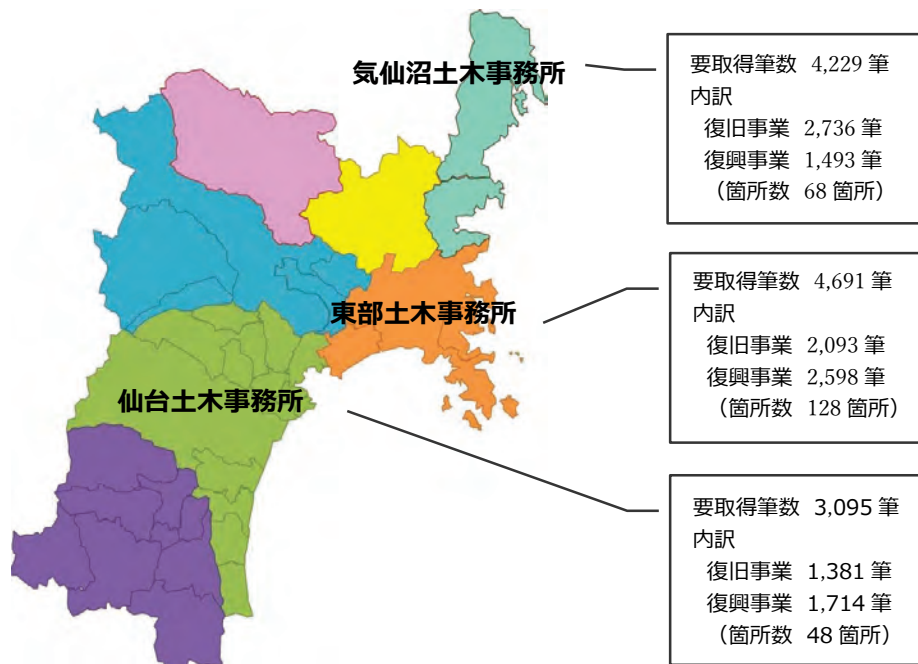 気仙沼土木事務所
要取得筆数 4,229 筆
内訳
復旧事業 2,736 筆
復興事業 1,493 筆
（箇所数 68 箇所）
東部土木事務所
要取得筆数 4,691 筆
内訳
復旧事業 2,093 筆
復興事業 2,598 筆
（箇所数 128 箇所）
仙台土木事務所
要取得筆数 3,095 筆
内訳
復旧事業 1,381 筆
復興事業 1,714 筆
（箇所数 48 箇所）